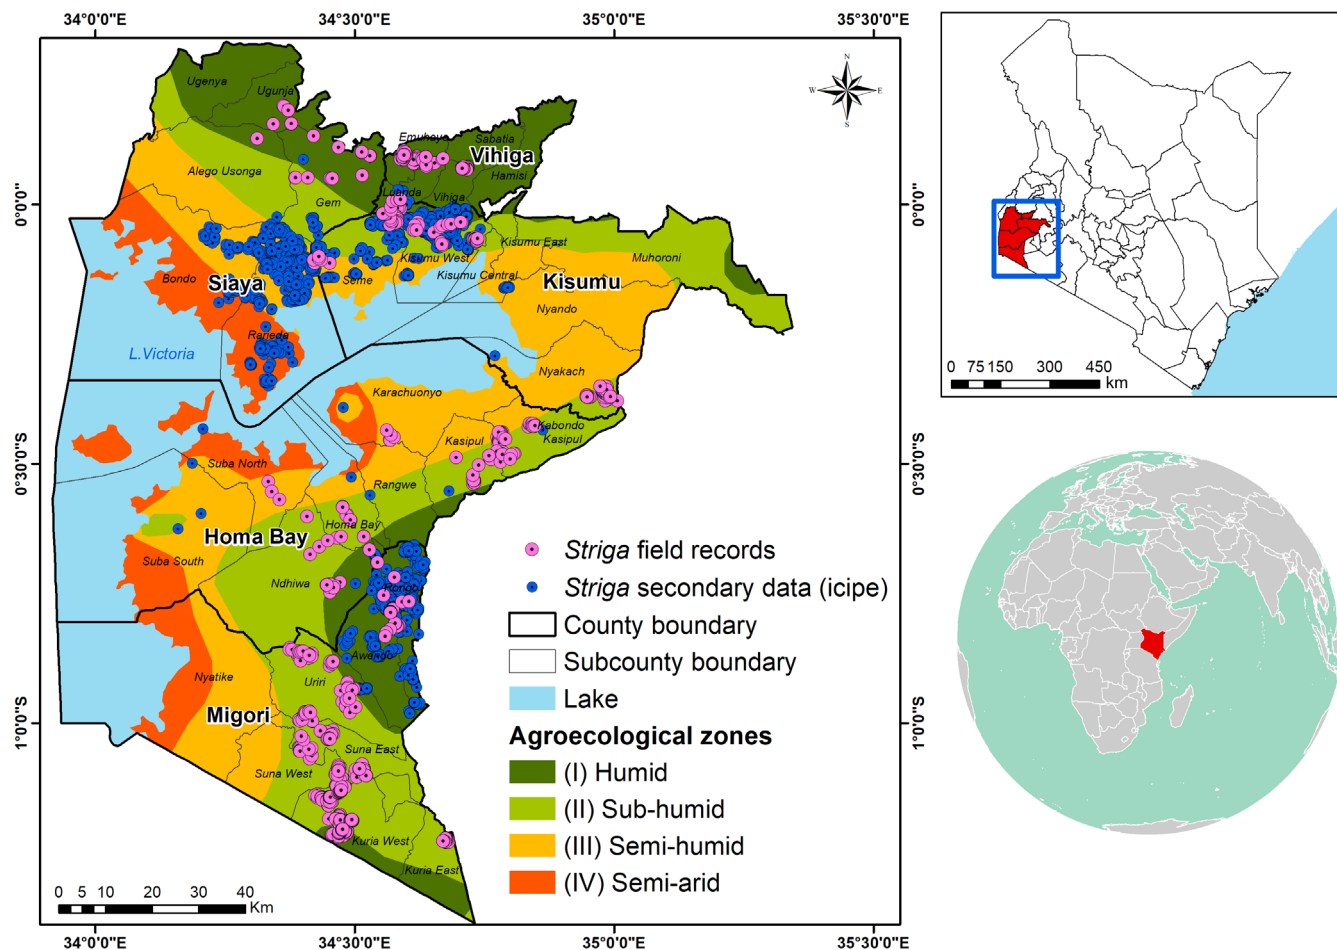 34°0'0"E
34°30'0"E
35°0'0"E
35°30'0"E
N
W
E
S
Ugenya
Ugunja
Emuhaya
Sabatia
Vihiga
Hamisi
Alego Usonga
Luanda
Vihiga
Gem
0°0'0"
0°0'0"
Kisumu East
Kisumu West
Muhoroni
Kisumu Central
Bondo
Siaya
Seme
Kisumu
Nyando
Rarieda
L.Victoria
Nyakach
Karachuonyo
Kabondo
Kasipul
Kasipul
0°30'0"S
0°30'0"S
Suba North
Rangwe
Homa Bay
Homa Bay
Suba South
Ndhiwa
Rongo
Awendo
Nyatike
Uriri
Migori
1°0'0"S
1°0'0"S
Suna East
Suna West
Kuria West
Kuria East
Striga field records
Striga secondary data (icipe)
County boundary
Subcounty boundary
Lake
Agroecological zones
(I) Humid
(II) Sub-humid
(III) Semi-humid
(IV) Semi-arid
0 5 10 20 30 40
Km
34°0'0"E
34°30'0"E
35°0'0"E
35°30'0"E
0 75 150 300 450
km